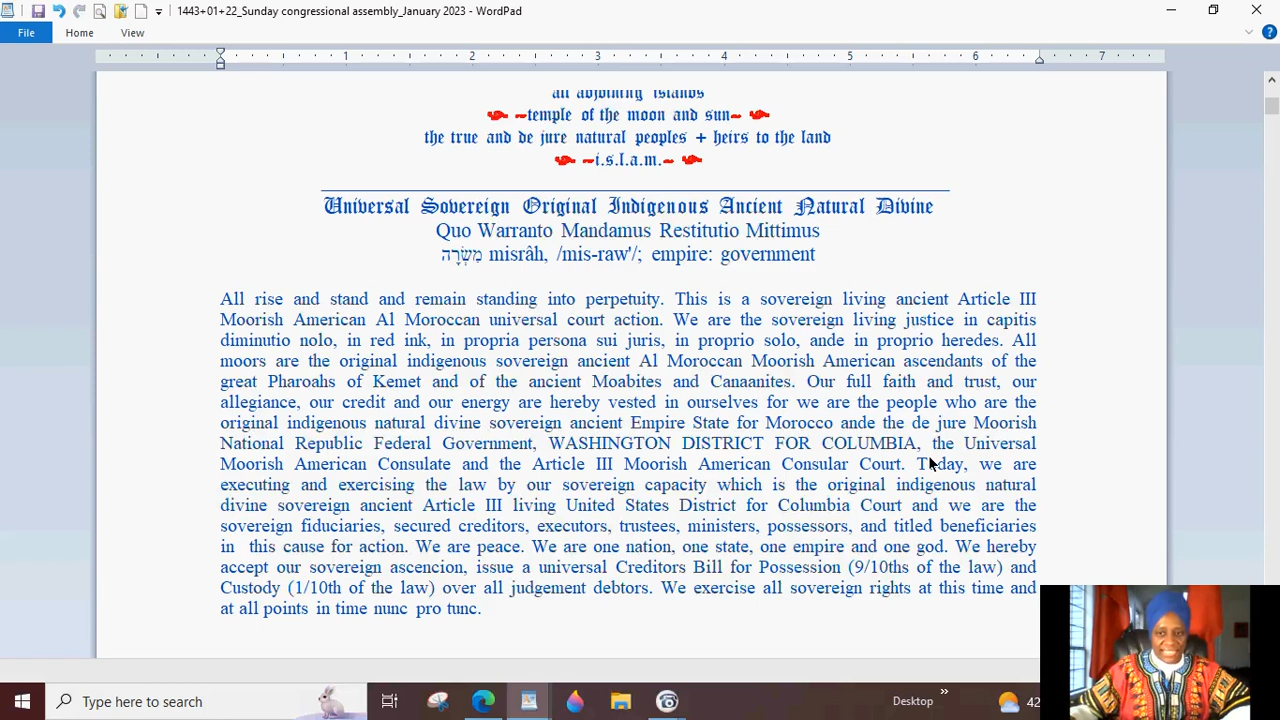 1443+01+22_Sunday congressional assembly_January 2023 - WordPad
File Home View
1 2 3 4 5 6 7
all adjoining islands
~temple of the moon and sun~
the true and de jure natural peoples + heirs to the land
~i.s.l.a.m.~
Universal Sovereign Original Indigenous Ancient Natural Divine
Quo Warranto Mandamus Restitutio Mittimus
מִשְׂרָה misrâh, /mis-raw'/; empire: government
All rise and stand and remain standing into perpetuity. This is a sovereign living ancient Article III
Moorish American Al Moroccan universal court action. We are the sovereign living justice in capitis
diminutio nolo, in red ink, in propria persona sui juris, in proprio solo, ande in proprio heredes. All
moors are the original indigenous sovereign ancient Al Moroccan Moorish American ascendants of the
great Pharoahs of Kemet and of the ancient Moabites and Canaanites. Our full faith and trust, our
allegiance, our credit and our energy are hereby vested in ourselves for we are the people who are the
original indigenous natural divine sovereign ancient Empire State for Morocco ande the de jure Moorish
National Republic Federal Government, WASHINGTON DISTRICT FOR COLUMBIA, the Universal
Moorish American Consulate and the Article III Moorish American Consular Court. Today, we are
executing and exercising the law by our sovereign capacity which is the original indigenous natural
divine sovereign ancient Article III living United States District for Columbia Court and we are the
sovereign fiduciaries, secured creditors, executors, trustees, ministers, possessors, and titled beneficiaries
in this cause for action. We are peace. We are one nation, one state, one empire and one god. We hereby
accept our sovereign ascencion, issue a universal Creditors Bill for Possession (9/10ths of the law) and
Custody (1/10th of the law) over all judgement debtors. We exercise all sovereign rights at this time and
at all points in time nunc pro tunc.
Type here to search
Desktop
42